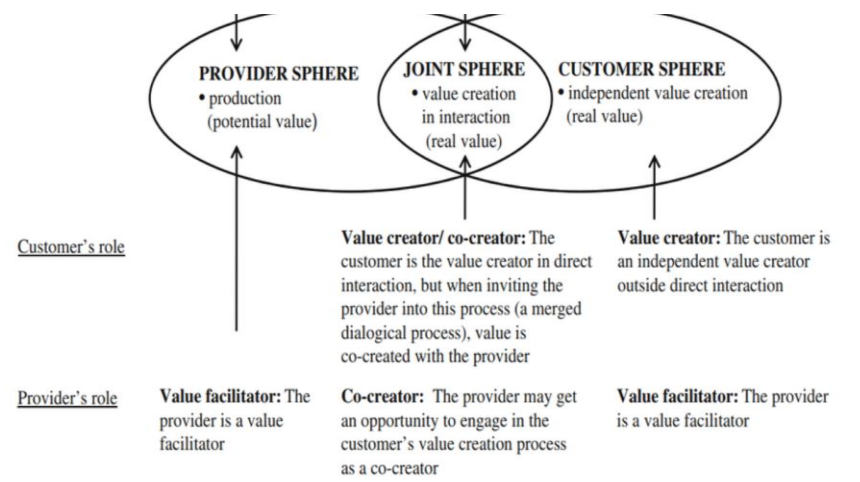 PROVIDER SPHERE
• production
(potential value)
JOINT SPHERE
• value creation
in interaction
(real value)
CUSTOMER SPHERE
• independent value creation
(real value)
Customer's role
Value creator/ co-creator: The
customer is the value creator in direct
interaction, but when inviting the
provider into this process (a merged
dialogical process), value is
co-created with the provider
Value creator: The customer is
an independent value creator
outside direct interaction
Provider's role
Value facilitator: The
provider is a value
facilitator
Co-creator: The provider may get
an opportunity to engage in the
customer's value creation process
as a co-creator
Value facilitator: The provider
is a value facilitator